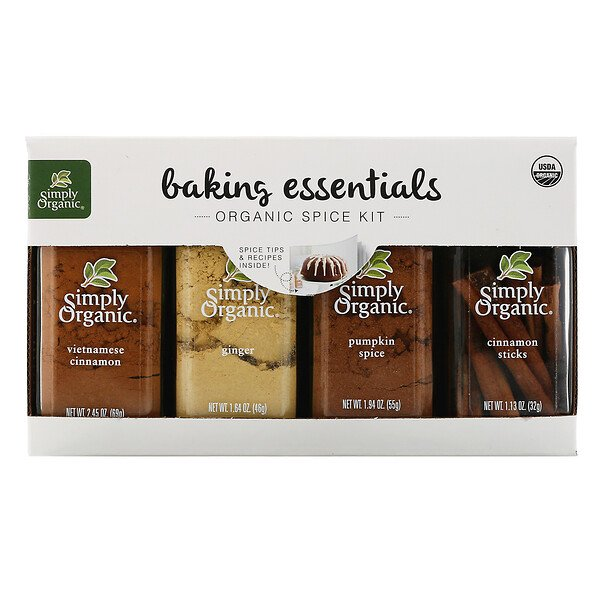 Simply
Organic®
baking essentials
ORGANIC SPICE KIT
USDA
ORGANIC
SPICE TIPS
& RECIPES
INSIDE!
Simply
Organic®
vietnamese
cinnamon
NET WT. 2.45 OZ. (69g)
Simply
Organic®
ginger
NET WT. 1.64 OZ. (46g)
Simply
Organic®
pumpkin
spice
NET WT. 1.94 OZ. (55g)
Simply
Organic®
cinnamon
sticks
NET WT. 1.13 OZ. (32g)